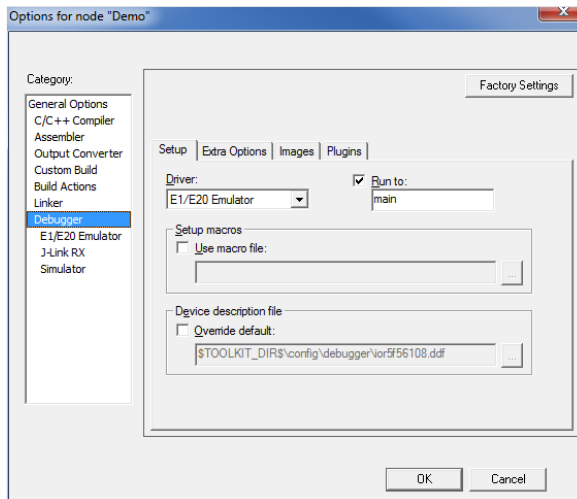 Options for node "Demo"
Category:
Factory Settings
General Options
C/C++ Compiler
Assembler
Output Converter
Custom Build
Build Actions
Linker
Debugger
E1/E20 Emulator
J-Link RX
Simulator
Setup
Extra Options
Images
Plugins
Driver:
E1/E20 Emulator
Run to:
main
Setup macros
Use macro file:
...
Device description file
Override default:
$TOOLKIT_DIR$\config\debugger\ior5f56108.ddf
...
OK
Cancel